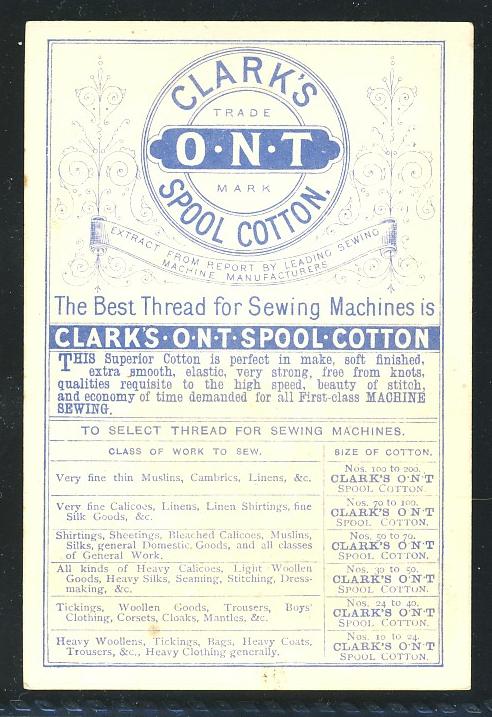 CLARK'S
TRADE
O·N·T
MARK
SPOOL COTTON.
EXTRACT FROM REPORT BY LEADING SEWING
MACHINE MANUFACTURERS
The Best Thread for Sewing Machines is
CLARK'S·O·N·T·SPOOL·COTTON
THIS Superior Cotton is perfect in make, soft finished,
extra smooth, elastic, very strong, free from knots,
qualities requisite to the high speed, beauty of stitch,
and economy of time demanded for all First-class MACHINE
SEWING.
TO SELECT THREAD FOR SEWING MACHINES.
CLASS OF WORK TO SEW.
SIZE OF COTTON.
Very fine thin Muslins, Cambrics, Linens, &c.
Nos. 100 to 200.
CLARK'S O·N·T
SPOOL COTTON.
Very fine Calicoes, Linens, Linen Shirtings, fine
Silk Goods, &c.
Nos. 70 to 100.
CLARK'S O·N·T
SPOOL COTTON.
Shirtings, Sheetings, Bleached Calicoes, Muslins,
Silks, general Domestic Goods, and all classes
of General Work.
Nos. 50 to 70.
CLARK'S O·N·T
SPOOL COTTON.
All kinds of Heavy Calicoes, Light Woollen
Goods, Heavy Silks, Seaming, Stitching, Dress-
making, &c.
Nos. 30 to 50.
CLARK'S O·N·T
SPOOL COTTON.
Tickings, Woollen Goods, Trousers, Boys'
Clothing, Corsets, Cloaks, Mantles, &c.
Nos. 24 to 40.
CLARK'S O·N·T
SPOOL COTTON.
Heavy Woollens, Tickings, Bags, Heavy Coats,
Trousers, &c., Heavy Clothing generally.
Nos. 10 to 24.
CLARK'S O·N·T
SPOOL COTTON.